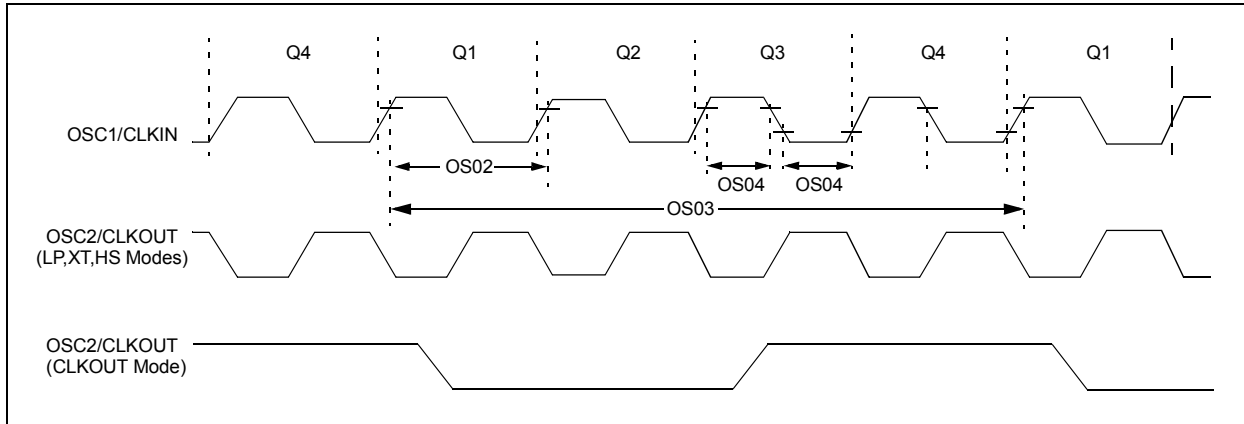 Q4 Q1 Q2 Q3 Q4 Q1
OSC1/CLKIN
OS02
OS04 OS04
OS03
OSC2/CLKOUT
(LP,XT,HS Modes)
OSC2/CLKOUT
(CLKOUT Mode)